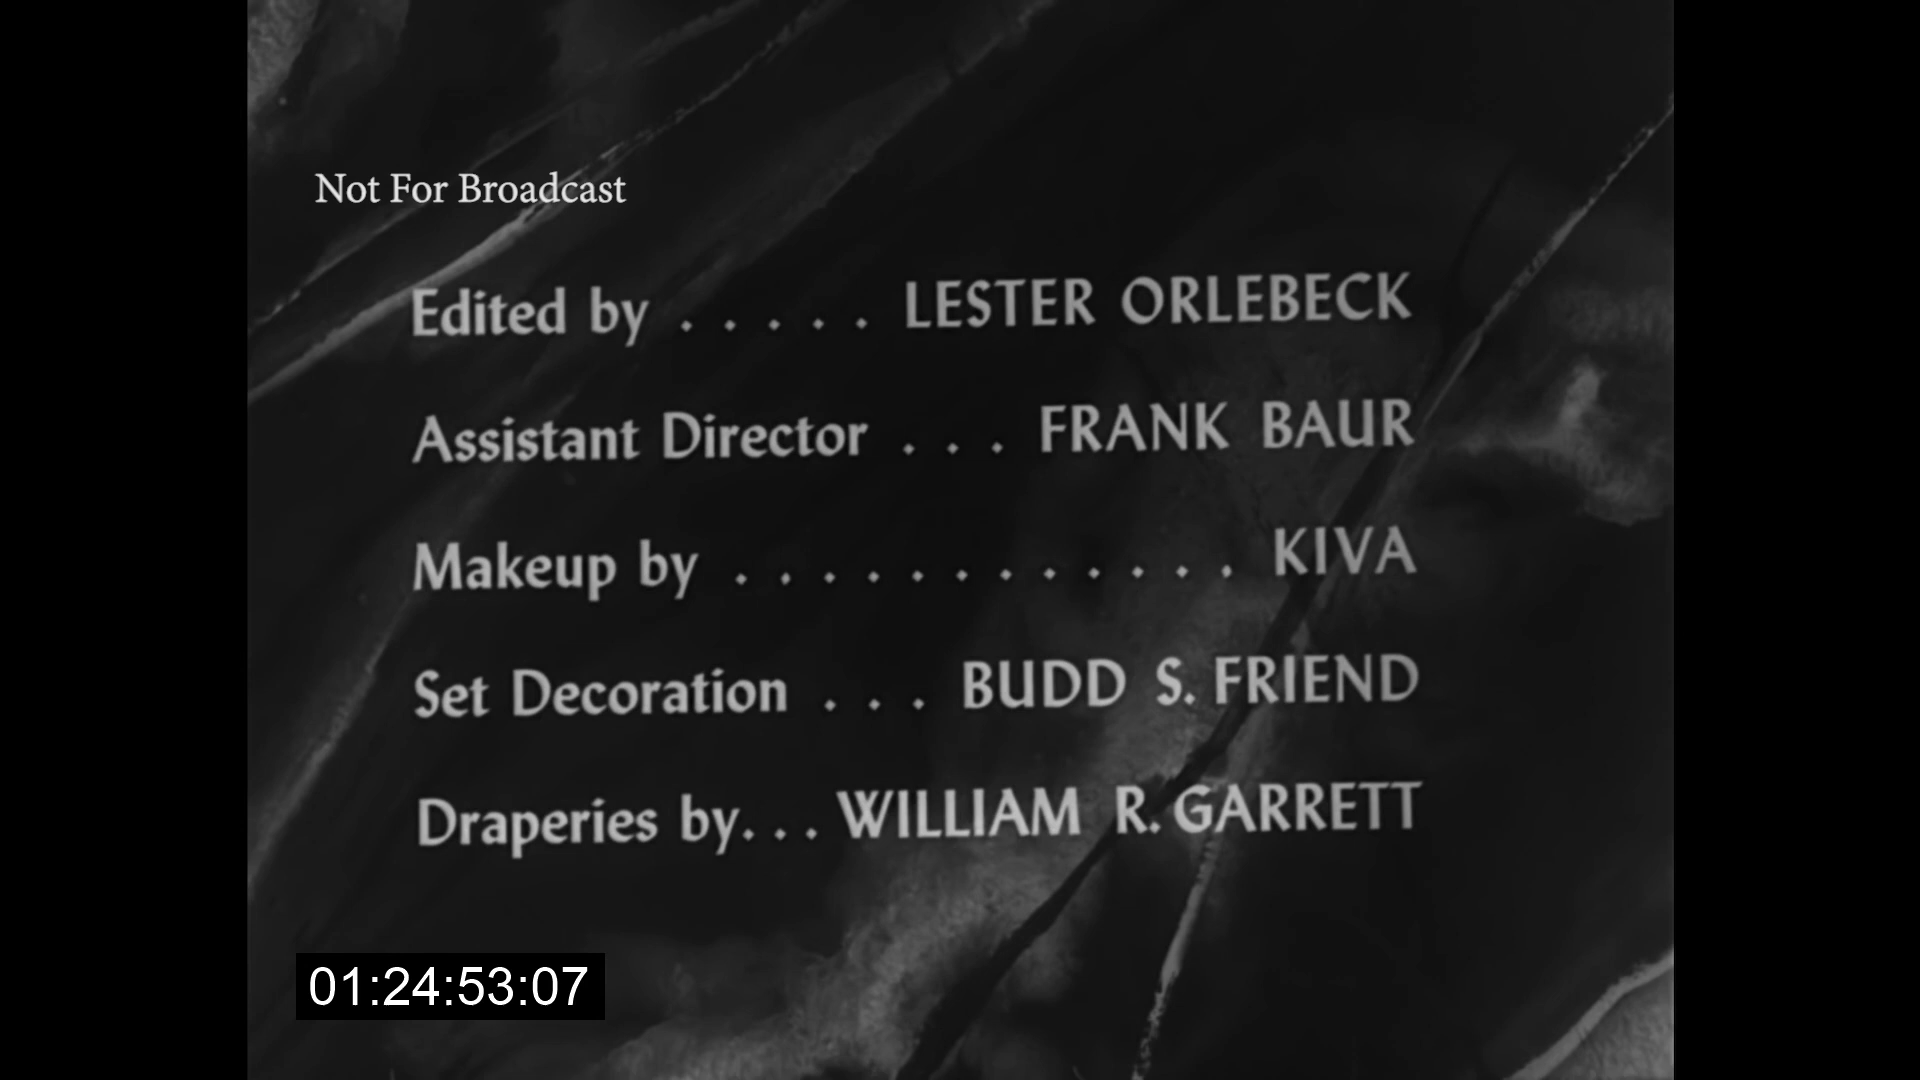 Not For Broadcast
Edited by . . . . . LESTER ORLEBECK
Assistant Director . . . FRANK BAUR
Makeup by . . . . . . . . . . . . KIVA
Set Decoration . . . BUDD S. FRIEND
Draperies by. . . WILLIAM R. GARRETT
01:24:53:07